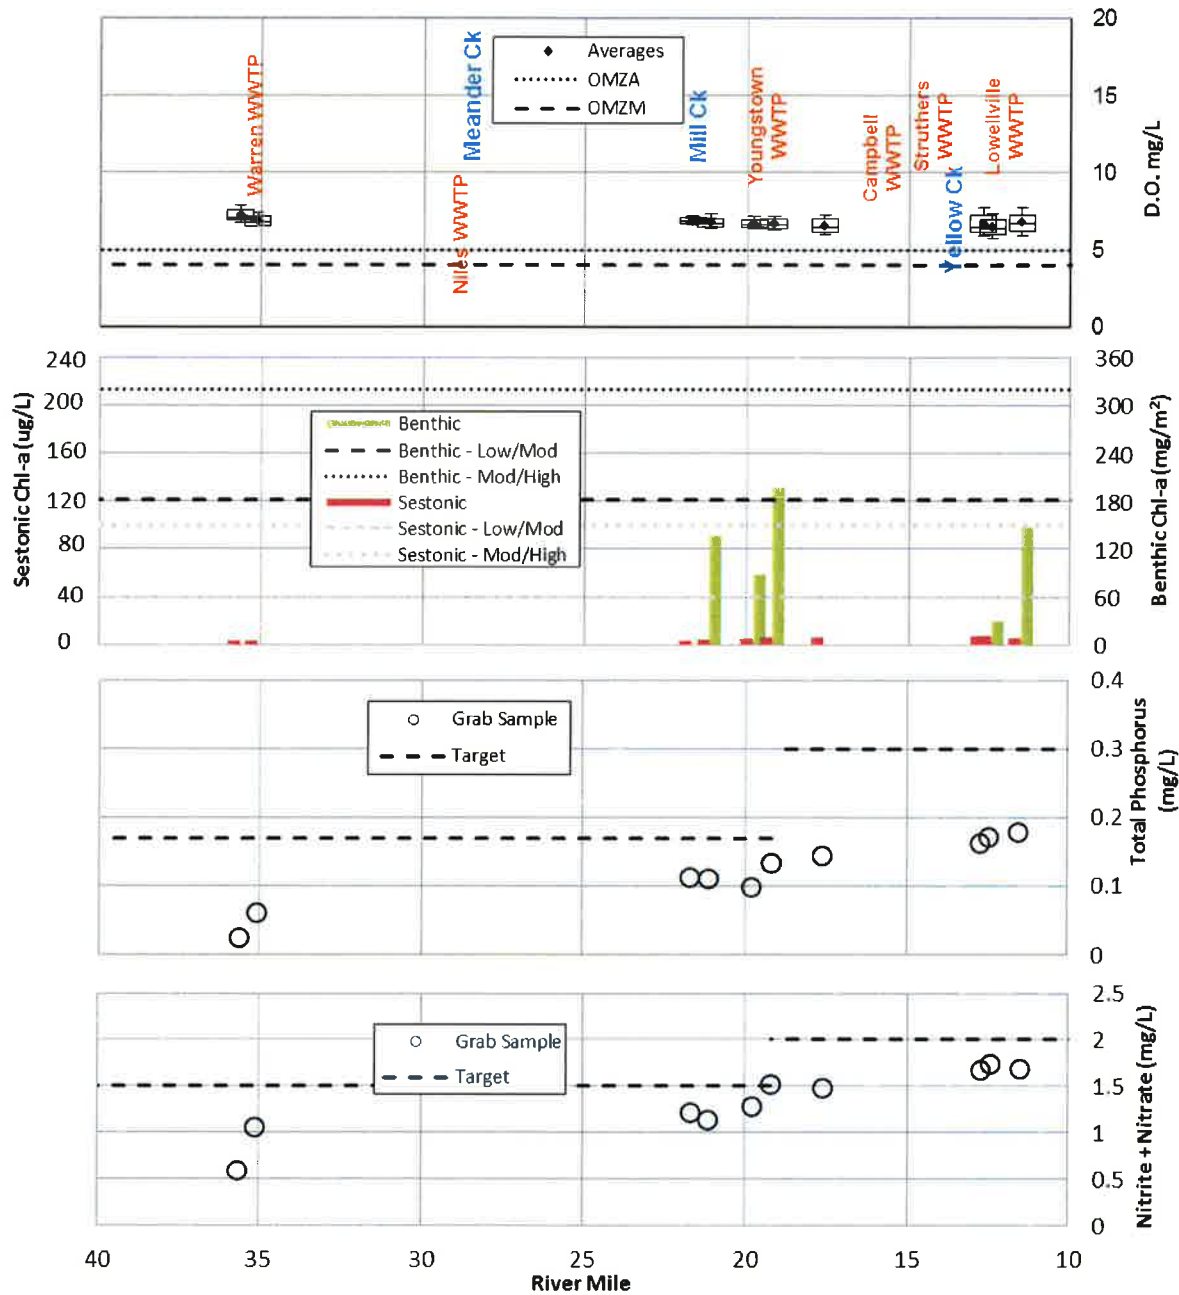 20
15
10
5
0
D.O. mg/L
Averages
OMZA
OMZM
Warren WWTP
Meander Ck
Niles WWTP
Mill Ck
Youngstown
WWTP
Campbell
WWTP
Struthers
WWTP
Yellow Ck
Lowellville
WWTP
240
200
160
120
80
40
0
Sestonic Chl-a (ug/L)
360
300
240
180
120
60
0
Benthic Chl-a (mg/m²)
Benthic
Benthic - Low/Mod
Benthic - Mod/High
Sestonic
Sestonic - Low/Mod
Sestonic - Mod/High
0.4
0.3
0.2
0.1
0
Total Phosphorus
(mg/L)
Grab Sample
Target
2.5
2
1.5
1
0.5
0
Nitrite + Nitrate (mg/L)
Grab Sample
Target
40
35
30
25
20
15
10
River Mile